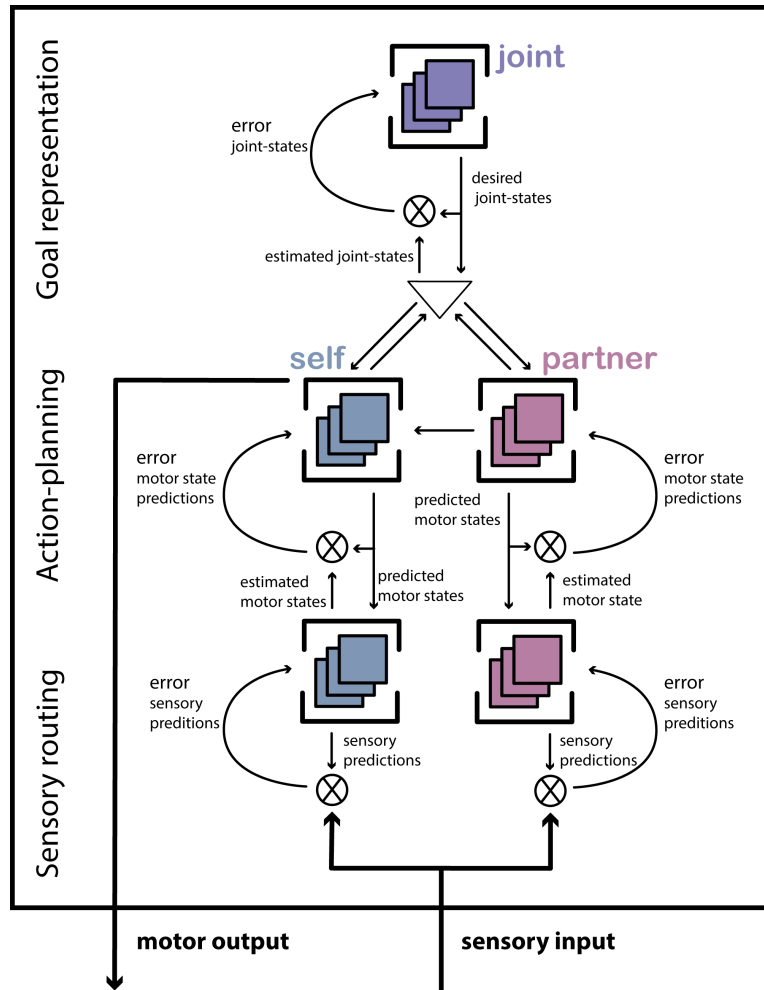 Goal representation
joint
error
joint-states
desired
joint-states
estimated joint-states
Action-planning
self
partner
error
motor state
predictions
predicted
motor states
error
motor state
predictions
estimated
motor states
predicted
motor states
estimated
motor state
Sensory routing
error
sensory
preditions
sensory
predictions
sensory
predictions
error
sensory
preditions
motor output
sensory input